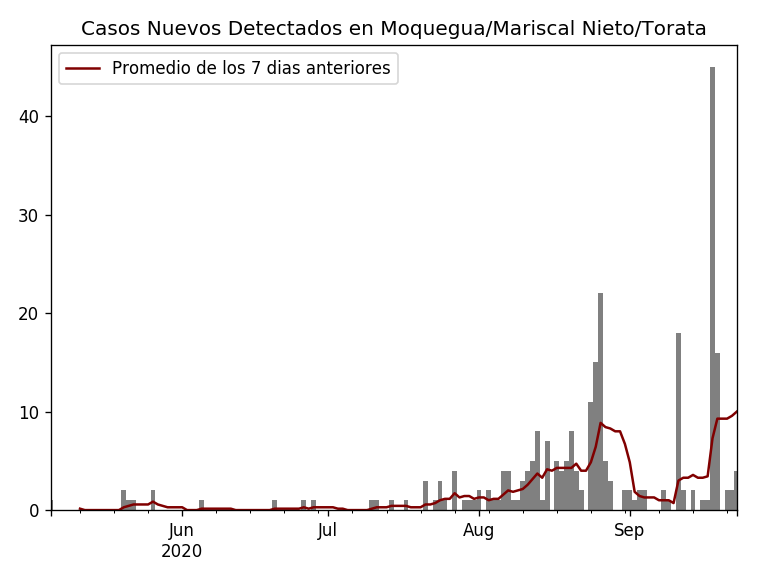 Casos Nuevos Detectados en Moquegua/Mariscal Nieto/Torata
Promedio de los 7 dias anteriores
40
30
20
10
0
Jun
2020
Jul
Aug
Sep